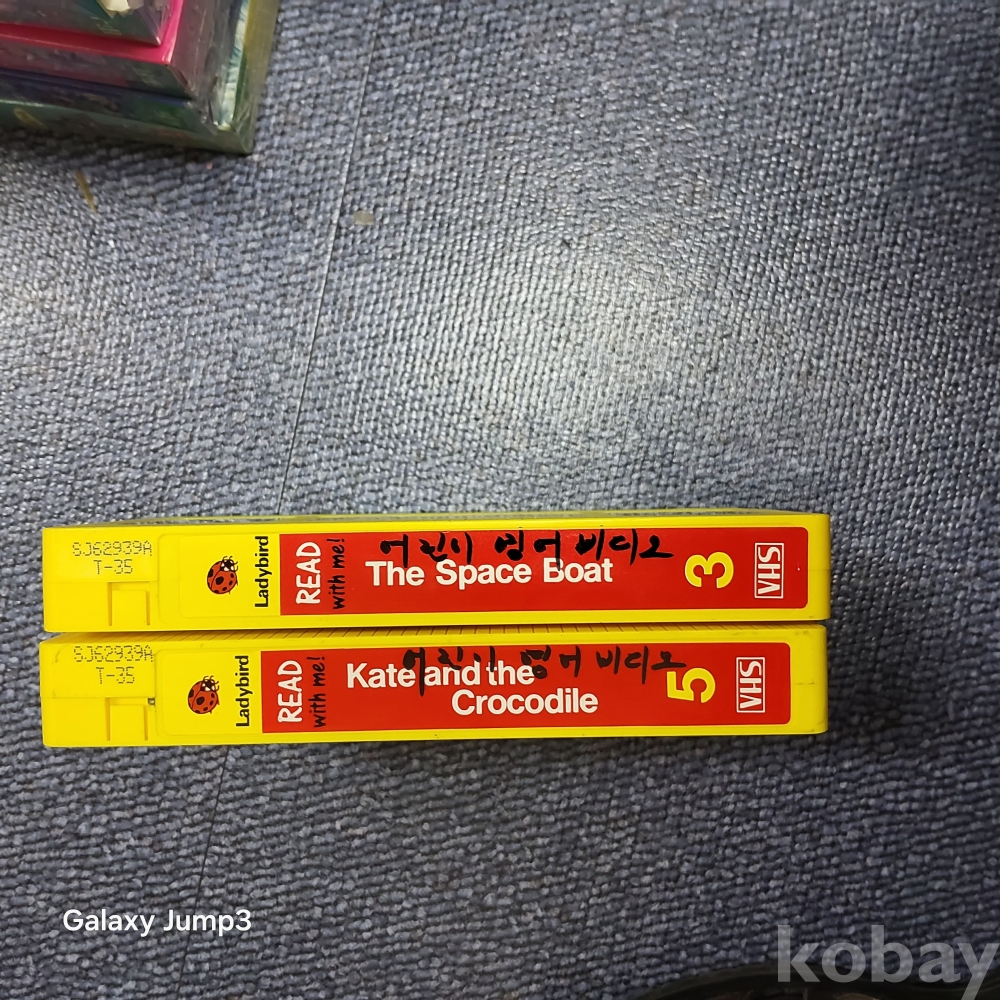 SJ62939A
T-35
Ladybird
READ
with me!
어린이 영어 비디오
The Space Boat
3
VHS
SJ62939A
T-35
Ladybird
READ
with me!
어린이 영어 비디오
Kate and the
Crocodile
5
VHS
Galaxy Jump3
kobay